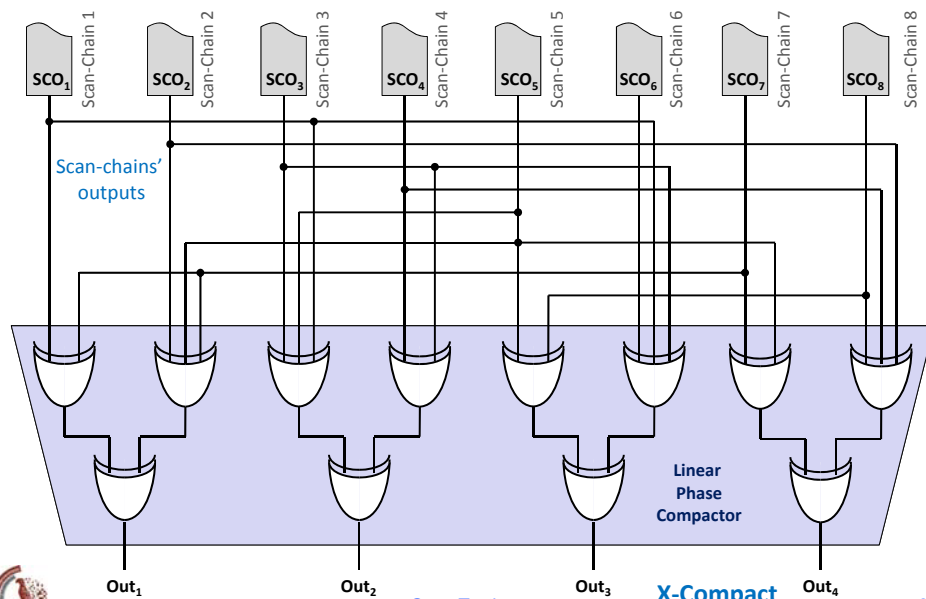 Scan-Chain 1
Scan-Chain 2
Scan-Chain 3
Scan-Chain 4
Scan-Chain 5
Scan-Chain 6
Scan-Chain 7
Scan-Chain 8
SCO₁
SCO₂
SCO₃
SCO₄
SCO₅
SCO₆
SCO₇
SCO₈
Scan-chains'
outputs
Linear
Phase
Compactor
Out₁
Out₂
Out₃
X-Compact
Out₄